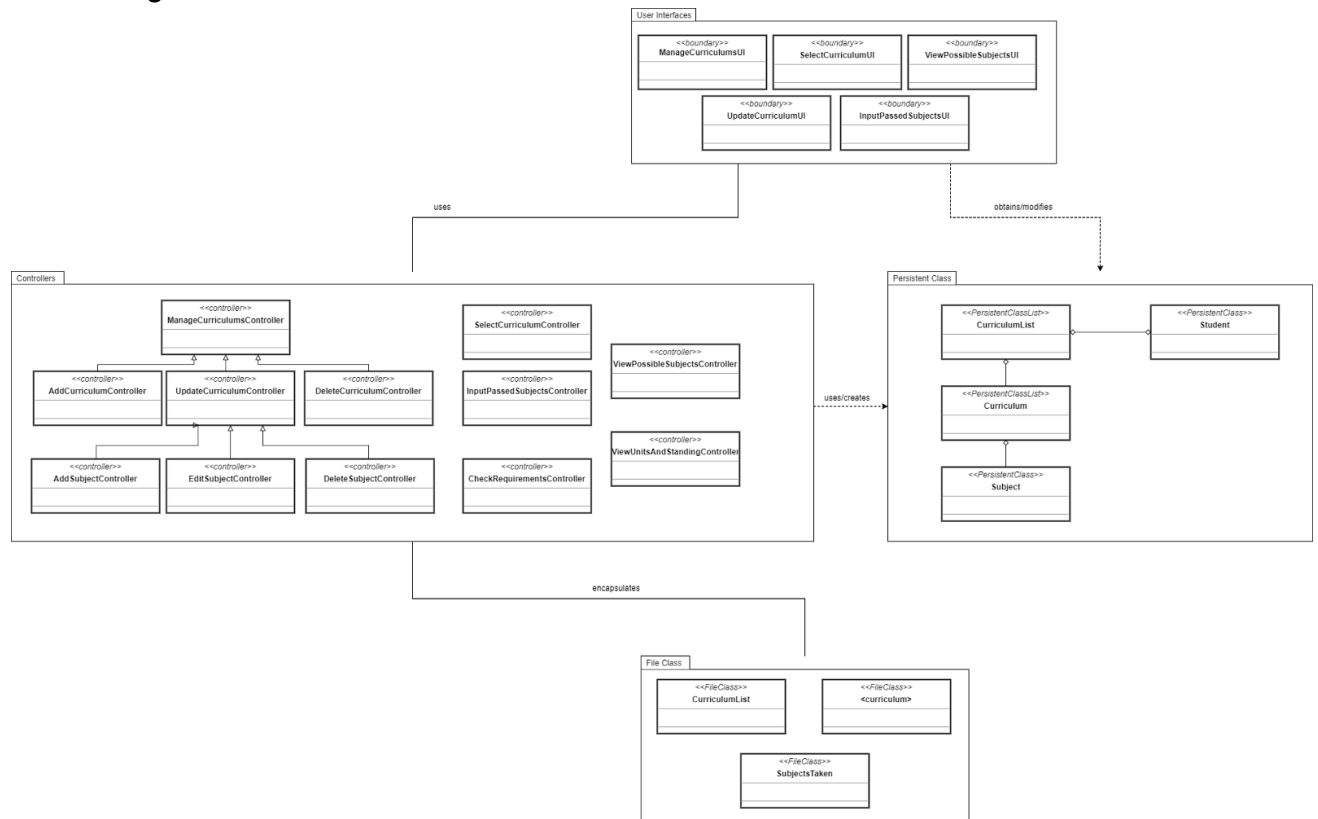 User Interfaces
<<boundary>>
ManageCurriculumsUI
<<boundary>>
SelectCurriculumUI
<<boundary>>
ViewPossibleSubjectsUI
<<boundary>>
UpdateCurriculumUI
<<boundary>>
InputPassedSubjectsUI
uses
obtains/modifies
Controllers
<<controller>>
ManageCurriculumsController
<<controller>>
SelectCurriculumController
<<controller>>
ViewPossibleSubjectsController
<<controller>>
AddCurriculumController
<<controller>>
UpdateCurriculumController
<<controller>>
DeleteCurriculumController
<<controller>>
InputPassedSubjectsController
<<controller>>
ViewUnitsAndStandingController
<<controller>>
AddSubjectController
<<controller>>
EditSubjectController
<<controller>>
DeleteSubjectController
<<controller>>
CheckRequirementsController
uses/creates
Persistent Class
<<PersistentClassList>>
CurriculumList
<<PersistentClass>>
Student
<<PersistentClassList>>
Curriculum
<<PersistentClass>>
Subject
encapsulates
File Class
<<FileClass>>
CurriculumList
<<FileClass>>
<curriculum>
<<FileClass>>
SubjectsTaken